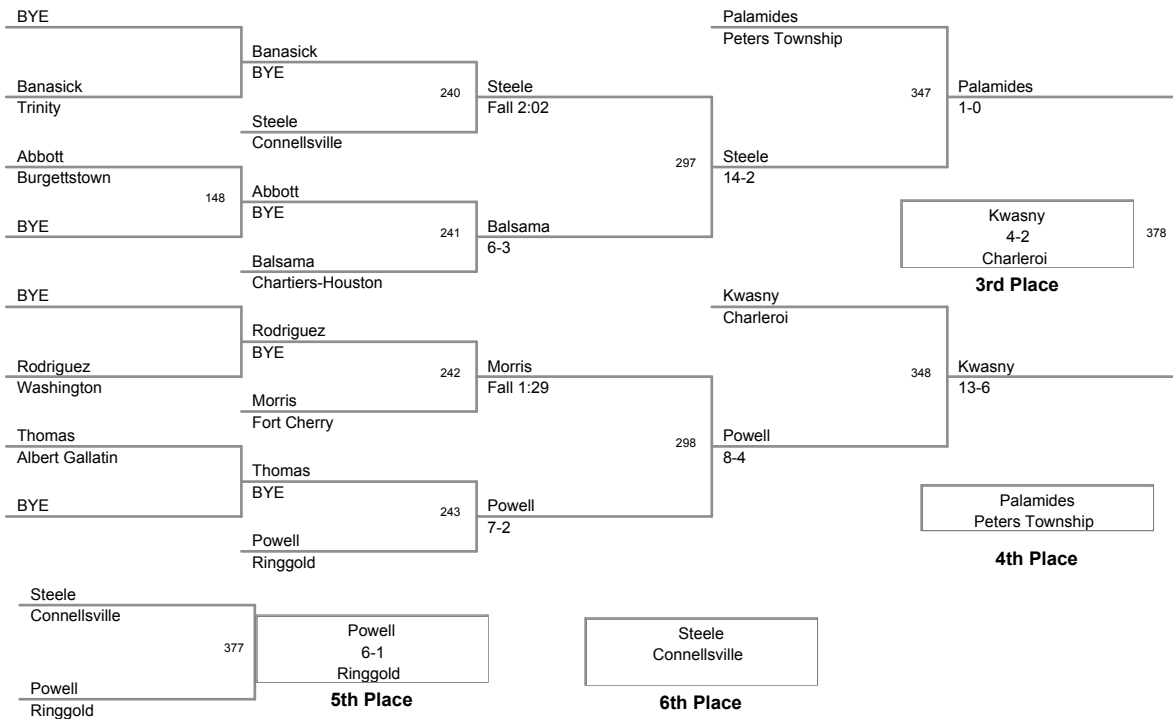 BYE
Banasick
Trinity
Abbott
Burgettstown
148
BYE
BYE
Rodriguez
Washington
Thomas
Albert Gallatin
BYE
Banasick
BYE
240
Steele
Connellsville
Abbott
BYE
241
Balsama
Chartiers-Houston
Rodriguez
BYE
242
Morris
Fort Cherry
Thomas
BYE
243
Powell
Ringgold
Steele
Fall 2:02
297
Balsama
6-3
Morris
Fall 1:29
298
Powell
7-2
Palamides
Peters Township
347
Steele
14-2
Kwasny
Charleroi
348
Powell
8-4
Palamides
1-0
Kwasny
4-2
Charleroi
378
3rd Place
Kwasny
13-6
Palamides
Peters Township
4th Place
Steele
Connellsville
377
Powell
Ringgold
Powell
6-1
Ringgold
5th Place
Steele
Connellsville
6th Place